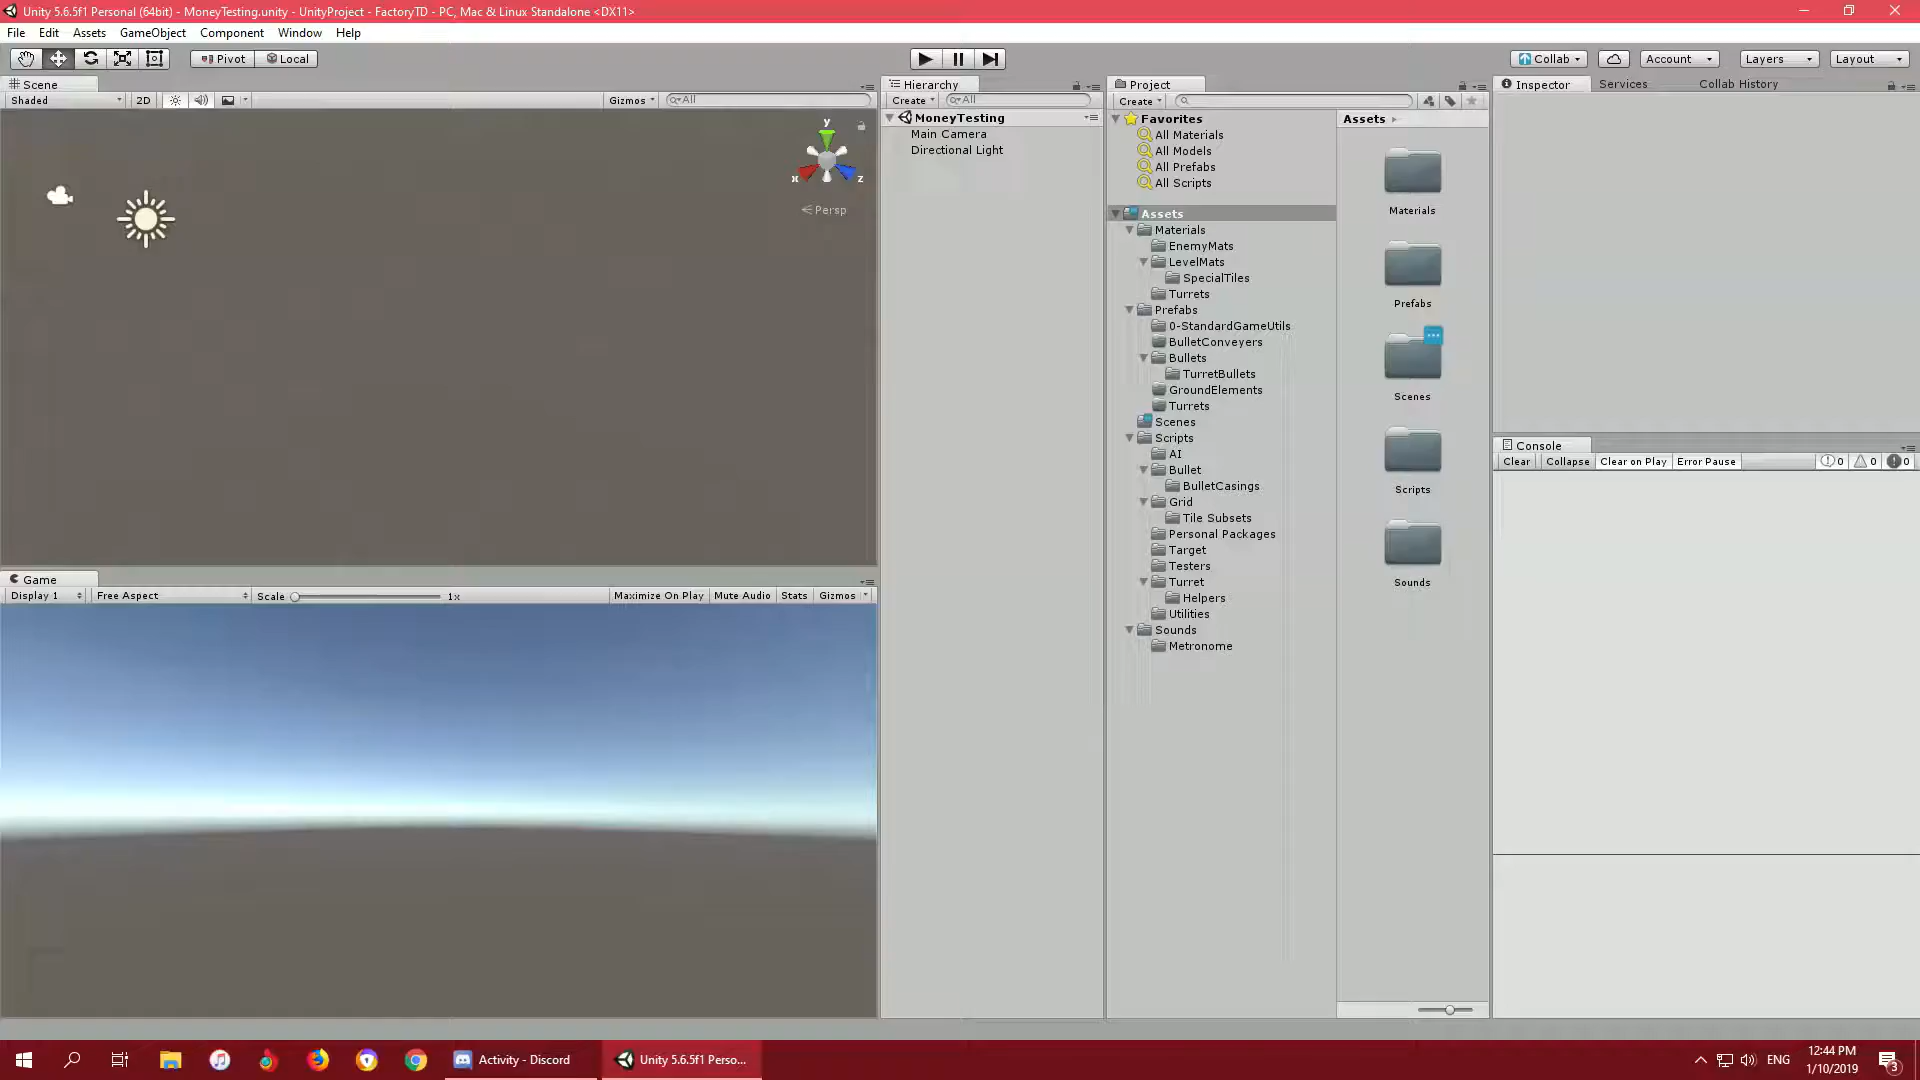 Unity 5.6.5f1 Personal (64bit) - MoneyTesting.unity - UnityProject - FactoryTD - PC, Mac & Linux Standalone <DX11>
File Edit Assets GameObject Component Window Help
Pivot Local Collab Account Layers Layout
Scene
Shaded 2D Gizmos All
y
x z
Persp
Hierarchy
Create All
MoneyTesting
Main Camera
Directional Light
Project
Create
Favorites
All Materials
All Models
All Prefabs
All Scripts
Assets
Materials
EnemyMats
LevelMats
SpecialTiles
Turrets
Prefabs
0-StandardGameUtils
BulletConveyers
Bullets
TurretBullets
GroundElements
Turrets
Scenes
Scripts
AI
Bullet
BulletCasings
Grid
Tile Subsets
Personal Packages
Target
Testers
Turret
Helpers
Utilities
Sounds
Metronome
Assets
Materials
Prefabs
Scenes
Scripts
Sounds
Inspector Services Collab History
Console
Clear Collapse Clear on Play Error Pause 0 0 0
Game
Display 1 Free Aspect Scale 1x Maximize On Play Mute Audio Stats Gizmos
Activity - Discord
Unity 5.6.5f1 Perso...
ENG
12:44 PM
1/10/2019
3